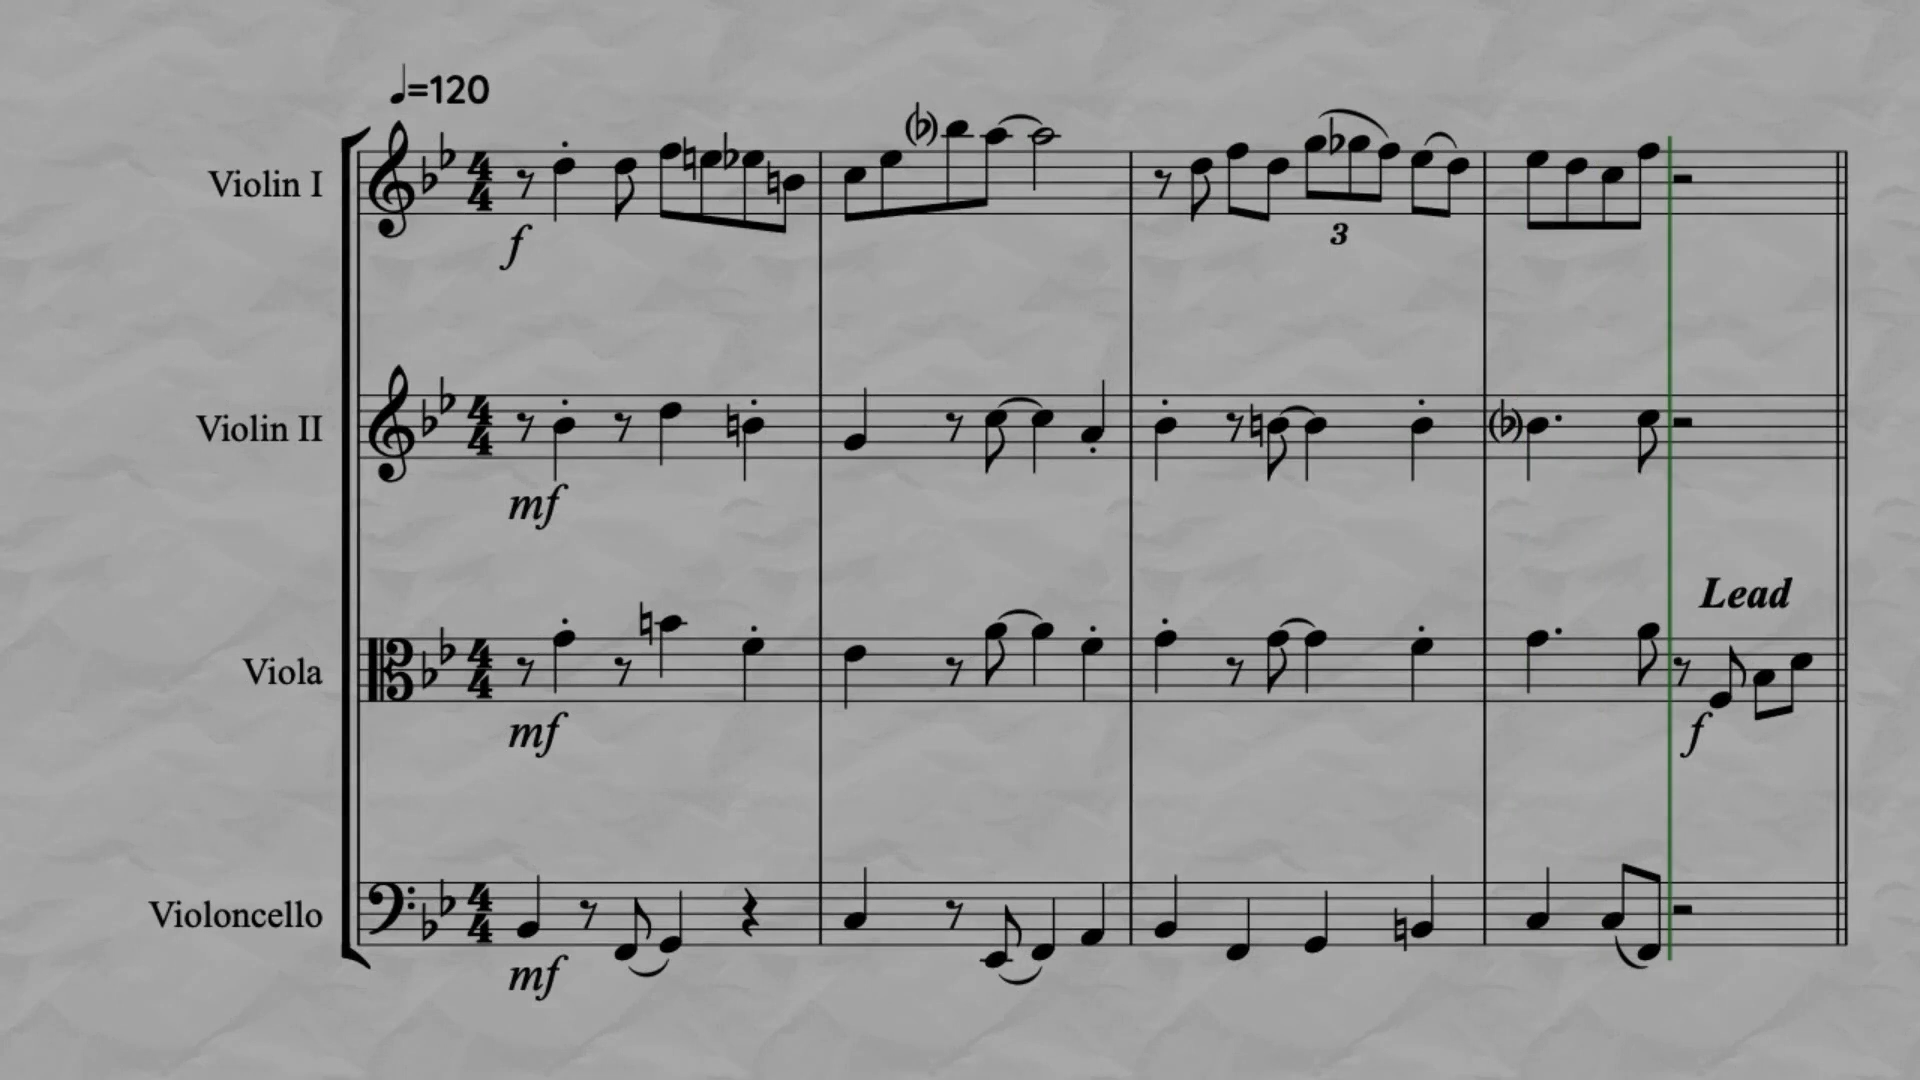 ♩=120
Violin I
f
3
Violin II
mf
Lead
Viola
mf
f
Violoncello
mf